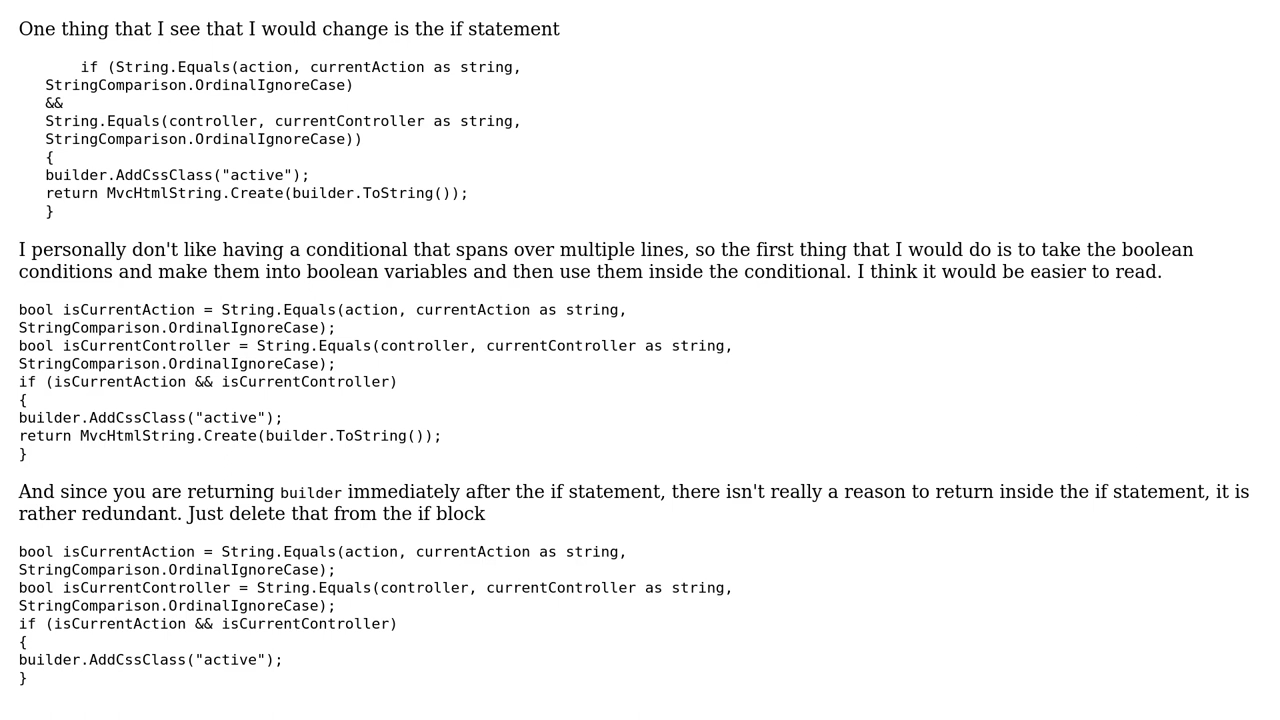 One thing that I see that I would change is the if statement
if (String.Equals(action, currentAction as string,
StringComparison.OrdinalIgnoreCase)
&&
String.Equals(controller, currentController as string,
StringComparison.OrdinalIgnoreCase))
{
builder.AddCssClass("active");
return MvcHtmlString.Create(builder.ToString());
}
I personally don't like having a conditional that spans over multiple lines, so the first thing that I would do is to take the boolean
conditions and make them into boolean variables and then use them inside the conditional. I think it would be easier to read.
bool isCurrentAction = String.Equals(action, currentAction as string,
StringComparison.OrdinalIgnoreCase);
bool isCurrentController = String.Equals(controller, currentController as string,
StringComparison.OrdinalIgnoreCase);
if (isCurrentAction && isCurrentController)
{
builder.AddCssClass("active");
return MvcHtmlString.Create(builder.ToString());
}
And since you are returning builder immediately after the if statement, there isn't really a reason to return inside the if statement, it is
rather redundant. Just delete that from the if block
bool isCurrentAction = String.Equals(action, currentAction as string,
StringComparison.OrdinalIgnoreCase);
bool isCurrentController = String.Equals(controller, currentController as string,
StringComparison.OrdinalIgnoreCase);
if (isCurrentAction && isCurrentController)
{
builder.AddCssClass("active");
}